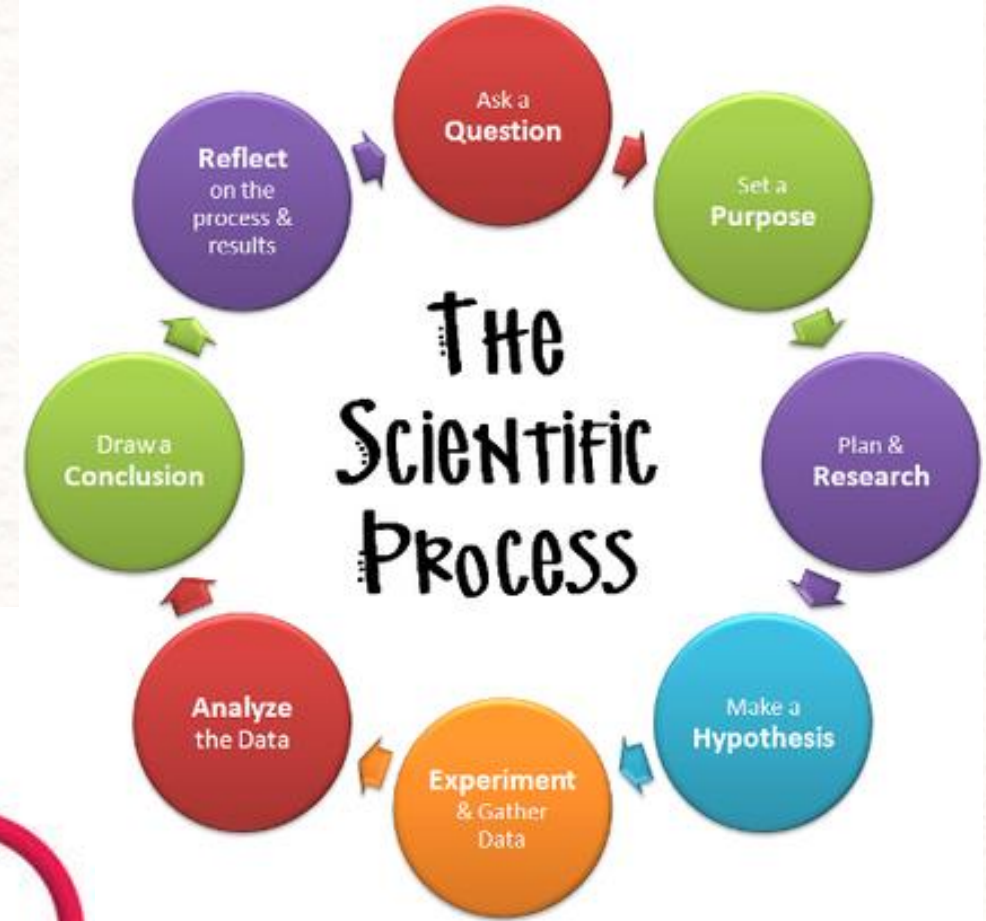 Ask a
Question
Set a
Purpose
Plan &
Research
Make a
Hypothesis
Experiment
& Gather
Data
Analyze
the Data
Draw a
Conclusion
Reflect
on the
process &
results
The
Scientific
Process